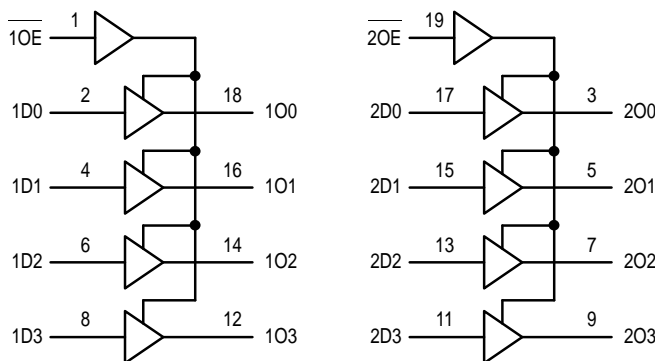 1 19
1OE 2OE
2 18 17 3
1D0 1O0 2D0 2O0
4 16 15 5
1D1 1O1 2D1 2O1
6 14 13 7
1D2 1O2 2D2 2O2
8 12 11 9
1D3 1O3 2D3 2O3